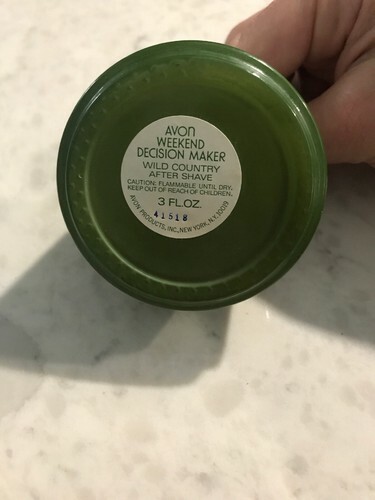 AVON
WEEKEND
DECISION MAKER
WILD COUNTRY
AFTER SHAVE
CAUTION: FLAMMABLE UNTIL DRY.
KEEP OUT OF REACH OF CHILDREN.
3 FL.OZ.
41518
AVON PRODUCTS, INC., NEW YORK, N.Y. 10019